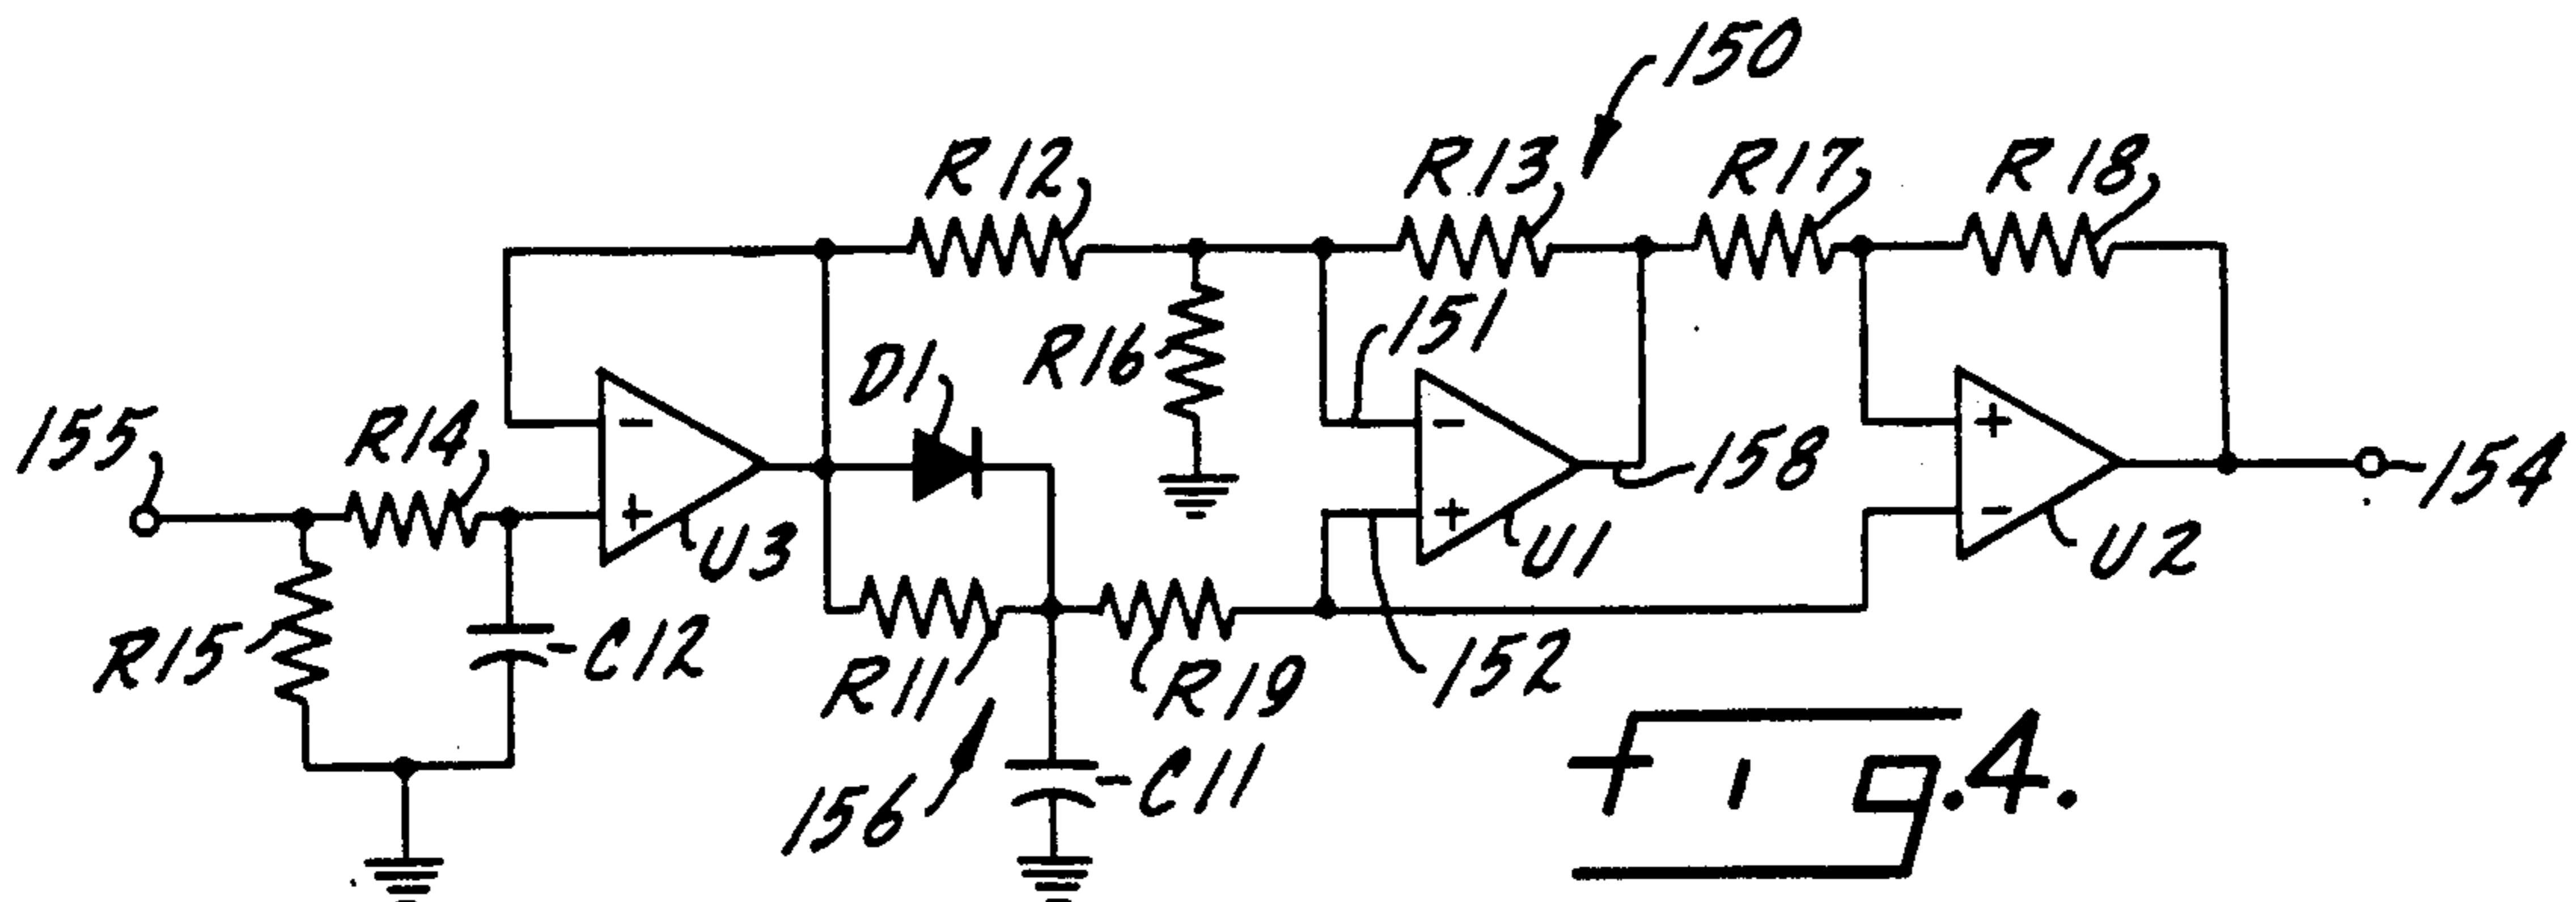 150
R12
R13
R17
R18
151
R16
D1
155
R14
-
-
+
158
154
+
U3
+
U1
-
U2
R15
C12
R11
R19
152
156
C11
Fig.4.